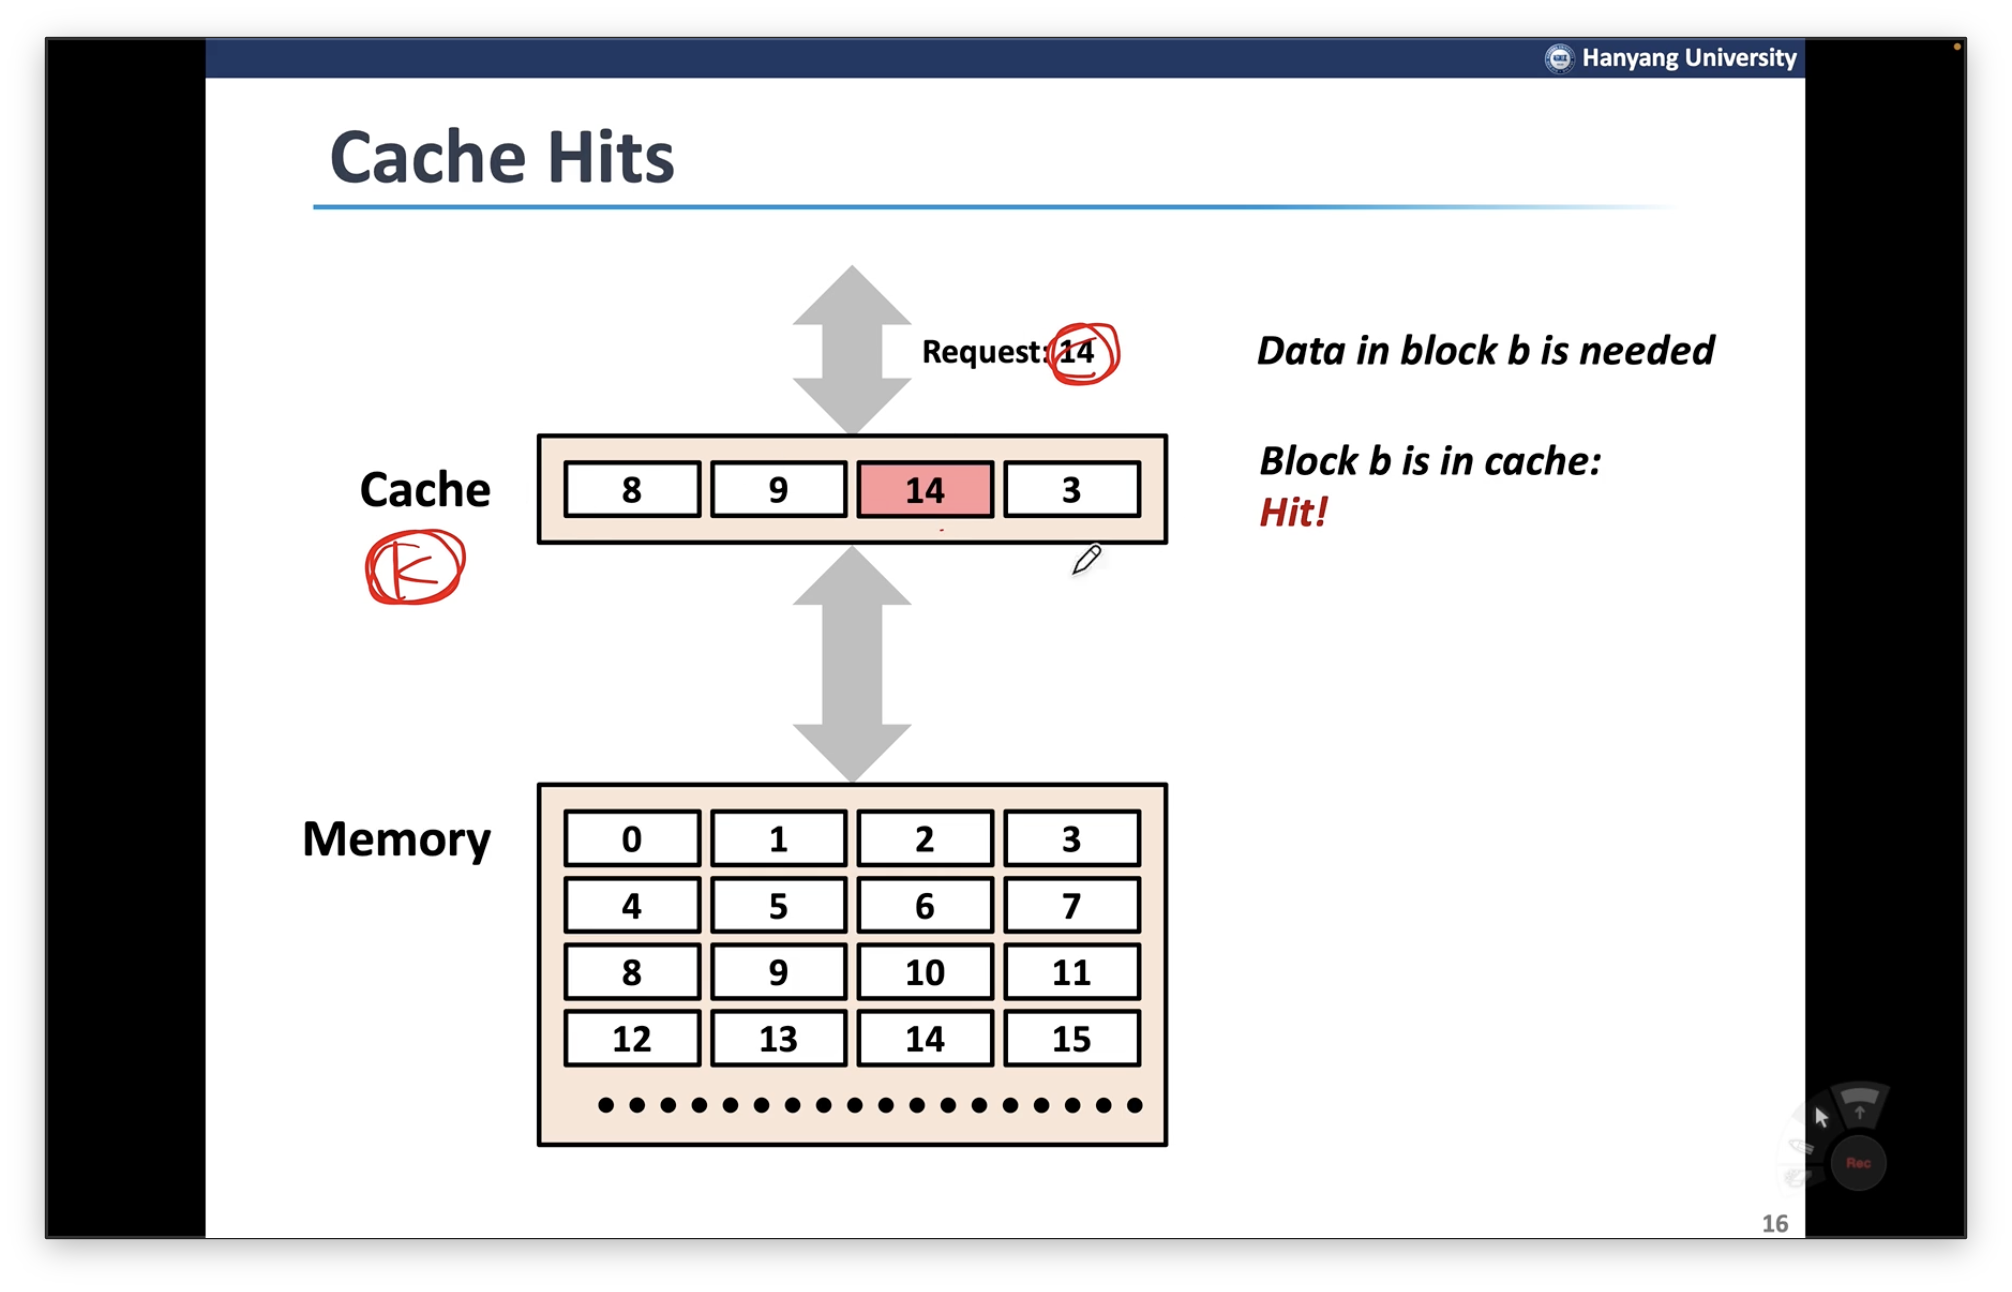 Hanyang University
Cache Hits
Request: 14
Data in block b is needed
Cache
8 9 14 3
Block b is in cache:
Hit!
K
Memory
0 1 2 3
4 5 6 7
8 9 10 11
12 13 14 15
Rec
16